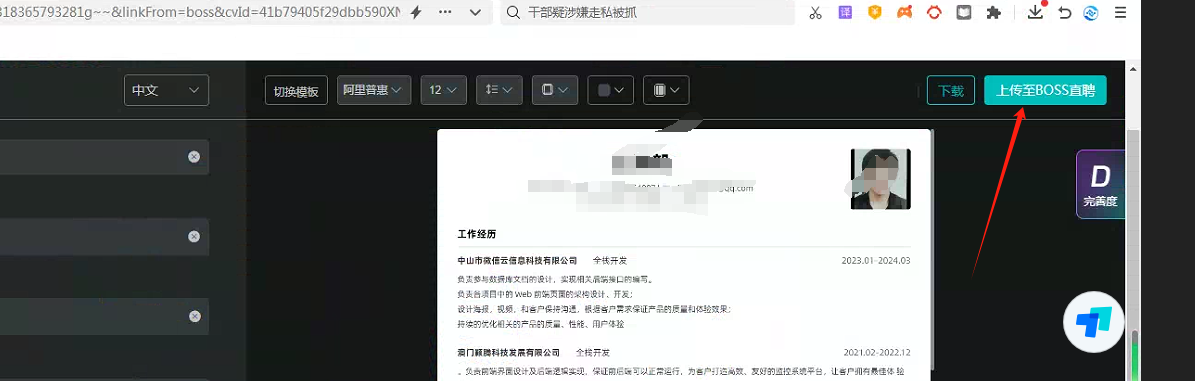 318365793281g~~&linkFrom=boss&cvId=41b79405f29dbb590XN
干部疑涉嫌走私被抓
译
中文
切换模板
阿里普惠
12
下载
上传至BOSS直聘
@qq.com
D
完善度
工作经历
中山市微信云信息科技有限公司 全栈开发 2023.01-2024.03
负责参与数据库文档的设计，实现相关后端接口的编写。
负责各项目中的 Web 前端页面的架构设计、开发；
设计海报，视频，和客户保持沟通，根据客户需求保证产品的质量和体验效果；
持续的优化相关的产品的质量、性能、用户体验
澳门颖腾科技发展有限公司 全栈开发 2021.02-2022.12
。负责前端界面设计及后端逻辑实现，保证前后端可以正常运行，为客户打造高效、友好的监控系统平台，让客户拥有最佳体验